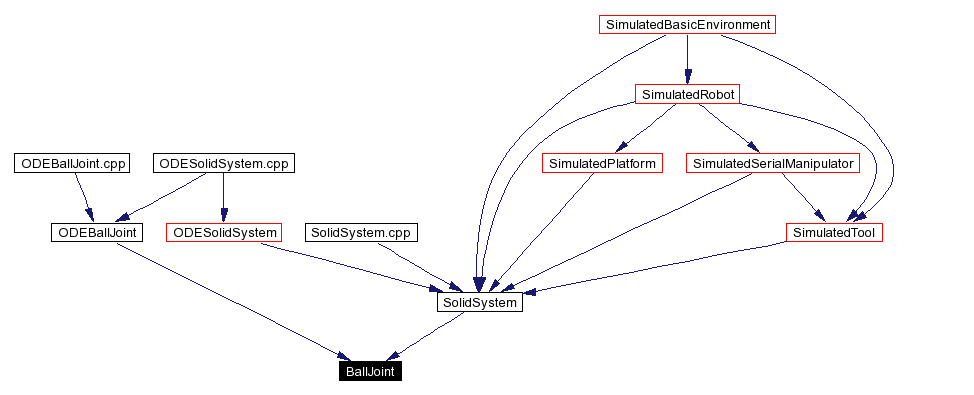 SimulatedBasicEnvironment
SimulatedRobot
ODEBallJoint.cpp
ODESolidSystem.cpp
SimulatedPlatform
SimulatedSerialManipulator
ODEBallJoint
ODESolidSystem
SolidSystem.cpp
SimulatedTool
SolidSystem
BallJoint